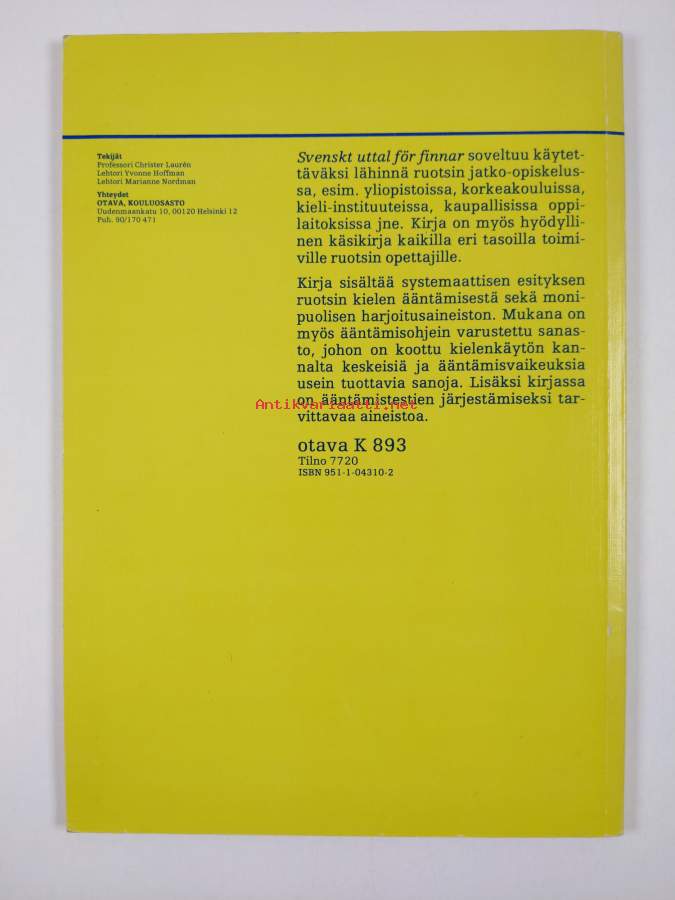 Tekijät
Professori Christer Laurén
Lehtori Yvonne Hoffman
Lehtori Marianne Nordman
Yhteydet
OTAVA, KOULUOSASTO
Uudenmaankatu 10, 00120 Helsinki 12
Puh. 90/170 471
Svenskt uttal för finnar soveltuu käytet-
täväksi lähinnä ruotsin jatko-opiskelus-
sa, esim. yliopistoissa, korkeakouluissa,
kieli-instituuteissa, kaupallisissa oppi-
laitoksissa jne. Kirja on myös hyödylli-
nen käsikirja kaikilla eri tasoilla toimi-
ville ruotsin opettajille.
Kirja sisältää systemaattisen esityksen
ruotsin kielen ääntämisestä sekä moni-
puolisen harjoitusaineiston. Mukana on
myös ääntämisohjein varustettu sanas-
to, johon on koottu kielenkäytön kan-
nalta keskeisiä ja ääntämisvaikeuksia
usein tuottavia sanoja. Lisäksi kirjassa
on ääntämistestien järjestämiseksi tar-
vittavaa aineistoa.
Antikvariaatti.net
otava K 893
Tilno 7720
ISBN 951-1-04310-2